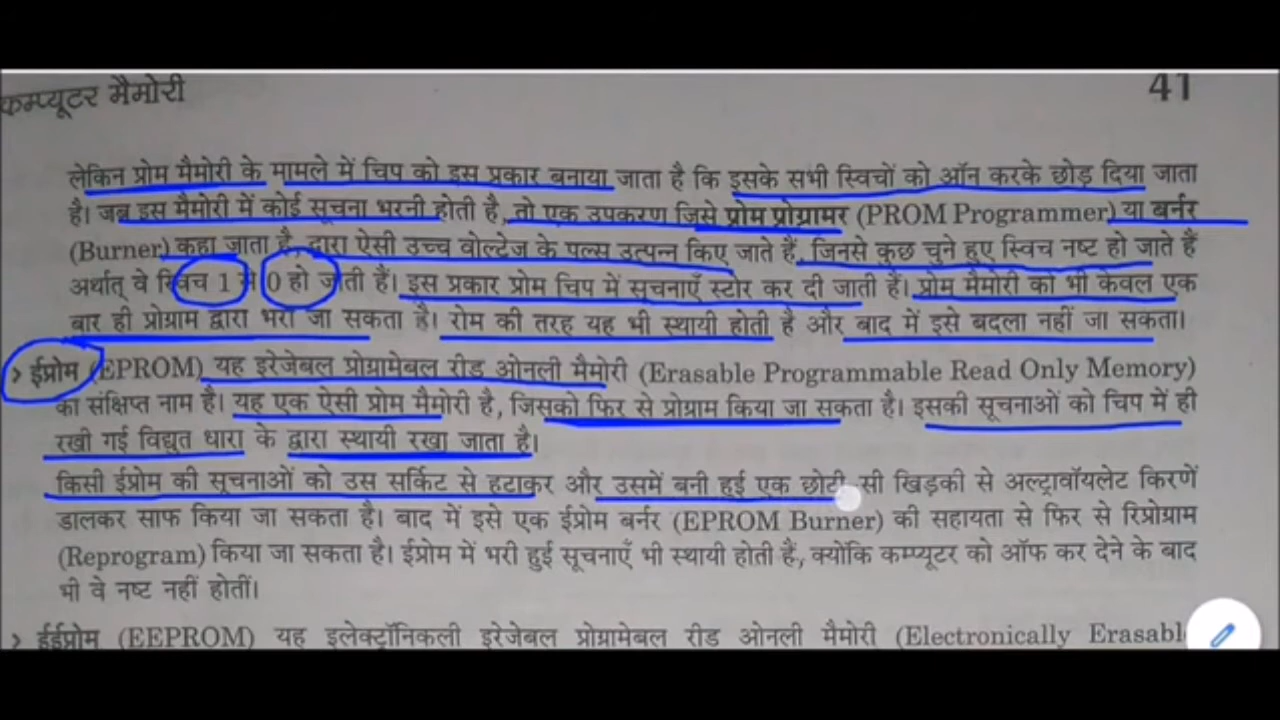 कम्प्यूटर मैमोरी
41
लेकिन प्रोम मैमोरी के मामले में चिप को इस प्रकार बनाया जाता है कि इसके सभी स्विचों को ऑन करके छोड़ दिया जाता
है। जब इस मैमोरी में कोई सूचना भरनी होती है, तो एक उपकरण जिसे प्रोम प्रोग्रामर (PROM Programmer) या बर्नर
(Burner) कहा जाता है, द्वारा ऐसी उच्च वोल्टेज के पल्स उत्पन्न किए जाते हैं, जिनसे कुछ चुने हुए स्विच नष्ट हो जाते हैं
अर्थात् वे स्विच 1 से 0 हो जाती हैं। इस प्रकार प्रोम चिप में सूचनाएँ स्टोर कर दी जाती हैं। प्रोम मैमोरी को भी केवल एक
बार ही प्रोग्राम द्वारा भरा जा सकता है। रोम की तरह यह भी स्थायी होती है और बाद में इसे बदला नहीं जा सकता।
› ईप्रोम (EPROM) यह इरेजेबल प्रोग्रामेबल रीड ओनली मैमोरी (Erasable Programmable Read Only Memory)
का संक्षिप्त नाम है। यह एक ऐसी प्रोम मैमोरी है, जिसको फिर से प्रोग्राम किया जा सकता है। इसकी सूचनाओं को चिप में ही
रखी गई विद्युत धारा के द्वारा स्थायी रखा जाता है।
किसी ईप्रोम की सूचनाओं को उस सर्किट से हटाकर और उसमें बनी हुई एक छोटी सी खिड़की से अल्ट्रावॉयलेट किरणें
डालकर साफ किया जा सकता है। बाद में इसे एक ईप्रोम बर्नर (EPROM Burner) की सहायता से फिर से रिप्रोग्राम
(Reprogram) किया जा सकता है। ईप्रोम में भरी हुई सूचनाएँ भी स्थायी होती हैं, क्योंकि कम्प्यूटर को ऑफ कर देने के बाद
भी वे नष्ट नहीं होतीं।
› ईईप्रोम (EEPROM) यह इलेक्ट्रॉनिकली इरेजेबल प्रोग्रामेबल रीड ओनली मैमोरी (Electronically Erasabl